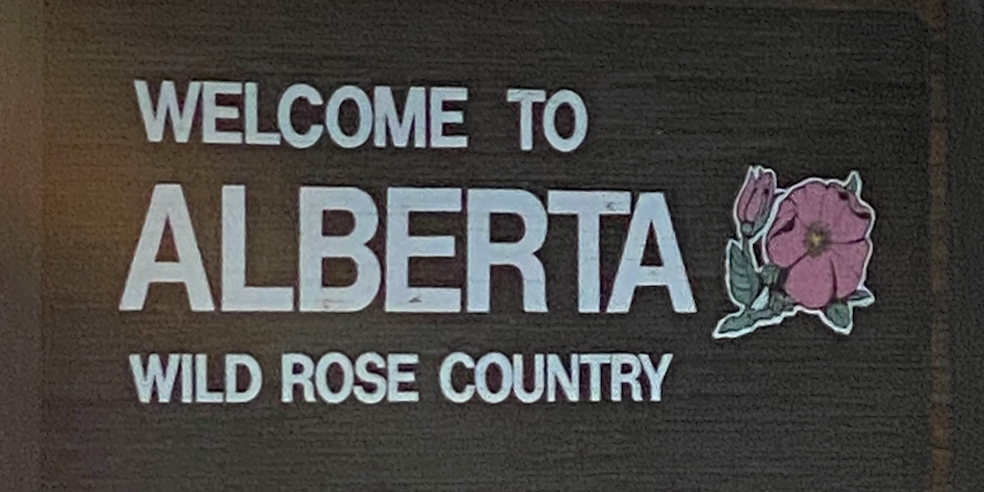 WELCOME TO
ALBERTA
WILD ROSE COUNTRY